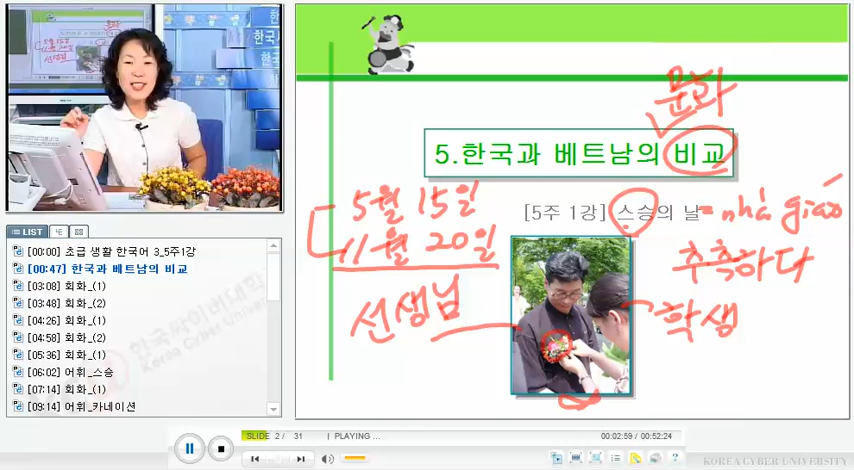 문화
5.한국과 베트남의 비교
[5주 1강] 스승의 날 = nhà giáo
5월 15일
11월 20일
추측하다
선생님
학생
LIST
[00:00] 초급 생활 한국어 3_5주1강
[00:47] 한국과 베트남의 비교
[03:08] 회화_(1)
[03:48] 회화_(2)
[04:26] 회화_(1)
[04:58] 회화_(2)
[05:36] 회화_(1)
[06:02] 어휘_스승
[07:14] 회화_(1)
[09:14] 어휘_카네이션
SLIDE 2 / 31 | PLAYING ...
00:02:59 / 00:52:24
KOREA CYBER UNIVERSITY